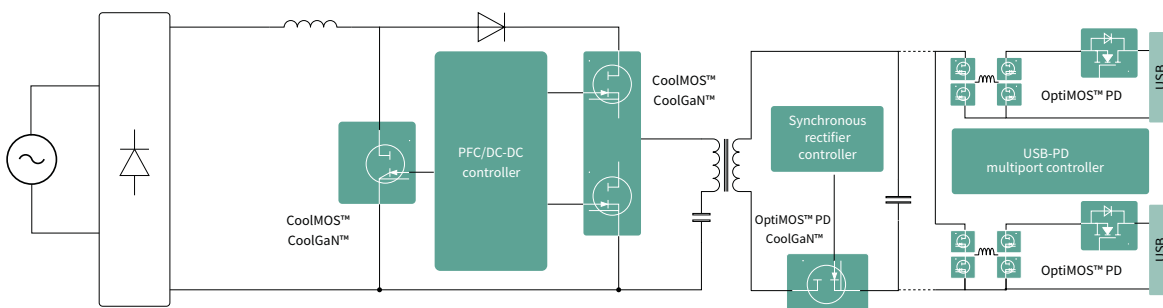 CoolMOS™
CoolGaN™
PFC/DC-DC
controller
CoolMOS™
CoolGaN™
Synchronous
rectifier
controller
OptiMOS™ PD
CoolGaN™
OptiMOS™ PD
USB
USB-PD
multiport controller
OptiMOS™ PD
USB